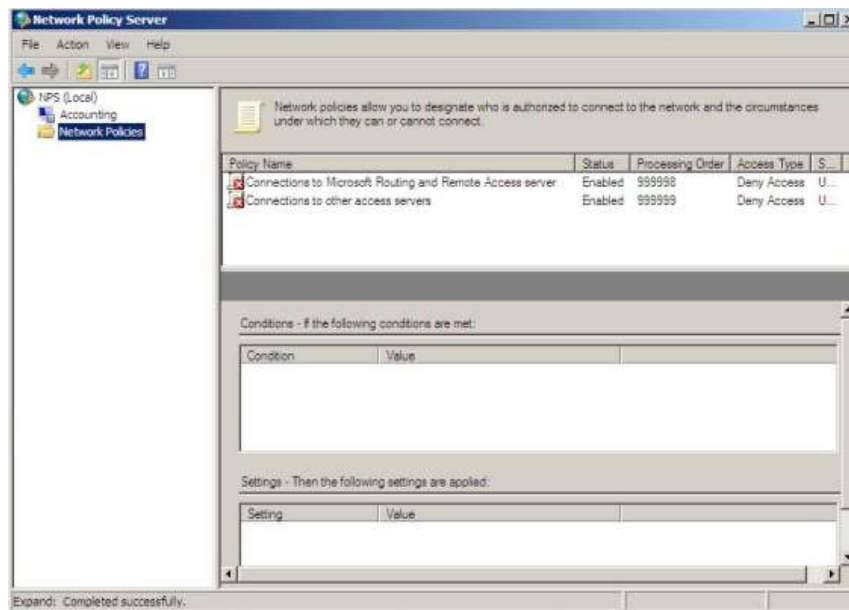 Network Policy Server
File Action View Help
NPS (Local)
Accounting
Network Policies
Network policies allow you to designate who is authorized to connect to the network and the circumstances
under which they can or cannot connect.
Policy Name Status Processing Order Access Type S...
Connections to Microsoft Routing and Remote Access server Enabled 999998 Deny Access U...
Connections to other access servers Enabled 999999 Deny Access U...
Conditions - If the following conditions are met:
Condition Value
Settings - Then the following settings are applied:
Setting Value
Expand: Completed successfully.